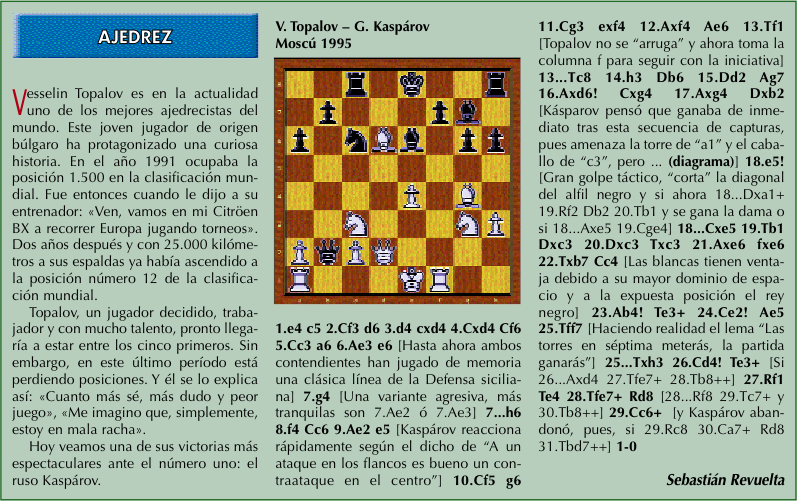 AJEDREZ
Vesselin Topalov es en la actualidad
uno de los mejores ajedrecistas del
mundo. Este joven jugador de origen
búlgaro ha protagonizado una curiosa
historia. En el año 1991 ocupaba la
posición 1.500 en la clasificación mun-
dial. Fue entonces cuando le dijo a su
entrenador: «Ven, vamos en mi Citröen
BX a recorrer Europa jugando torneos».
Dos años después y con 25.000 kilóme-
tros a sus espaldas ya había ascendido a
la posición número 12 de la clasifica-
ción mundial.
Topalov, un jugador decidido, traba-
jador y con mucho talento, pronto llega-
ría a estar entre los cinco primeros. Sin
embargo, en este último período está
perdiendo posiciones. Y él se lo explica
así: «Cuanto más sé, más dudo y peor
juego», «Me imagino que, simplemente,
estoy en mala racha».
Hoy veamos una de sus victorias más
espectaculares ante el número uno: el
ruso Kaspárov.
V. Topalov – G. Kaspárov
Moscú 1995
1.e4 c5 2.Cf3 d6 3.d4 cxd4 4.Cxd4 Cf6
5.Cc3 a6 6.Ae3 e6 [Hasta ahora ambos
contendientes han jugado de memoria
una clásica línea de la Defensa sicilia-
na] 7.g4 [Una variante agresiva, más
tranquilas son 7.Ae2 ó 7.Ae3] 7...h6
8.f4 Cc6 9.Ae2 e5 [Kaspárov reacciona
rápidamente según el dicho de “A un
ataque en los flancos es bueno un con-
traataque en el centro”] 10.Cf5 g6
11.Cg3 exf4 12.Axf4 Ae6 13.Tf1
[Topalov no se “arruga” y ahora toma la
columna f para seguir con la iniciativa]
13...Tc8 14.h3 Db6 15.Dd2 Ag7
16.Axd6! Cxg4 17.Axg4 Dxb2
[Kásparov pensó que ganaba de inme-
diato tras esta secuencia de capturas,
pues amenaza la torre de “a1” y el caba-
llo de “c3”, pero ... (diagrama)] 18.e5!
[Gran golpe táctico, “corta” la diagonal
del alfil negro y si ahora 18...Dxa1+
19.Rf2 Db2 20.Tb1 y se gana la dama o
si 18...Axe5 19.Cge4] 18...Cxe5 19.Tb1
Dxc3 20.Dxc3 Txc3 21.Axe6 fxe6
22.Txb7 Cc4 [Las blancas tienen venta-
ja debido a su mayor dominio de espa-
cio y a la expuesta posición el rey
negro] 23.Ab4! Te3+ 24.Ce2! Ae5
25.Tff7 [Haciendo realidad el lema “Las
torres en séptima meterás, la partida
ganarás”] 25...Txh3 26.Cd4! Te3+ [Si
26...Axd4 27.Tfe7+ 28.Tb8++] 27.Rf1
Te4 28.Tfe7+ Rd8 [28...Rf8 29.Tc7+ y
30.Tb8++] 29.Cc6+ [y Kaspárov aban-
donó, pues, si 29.Rc8 30.Ca7+ Rd8
31.Tbd7++] 1-0
Sebastián Revuelta